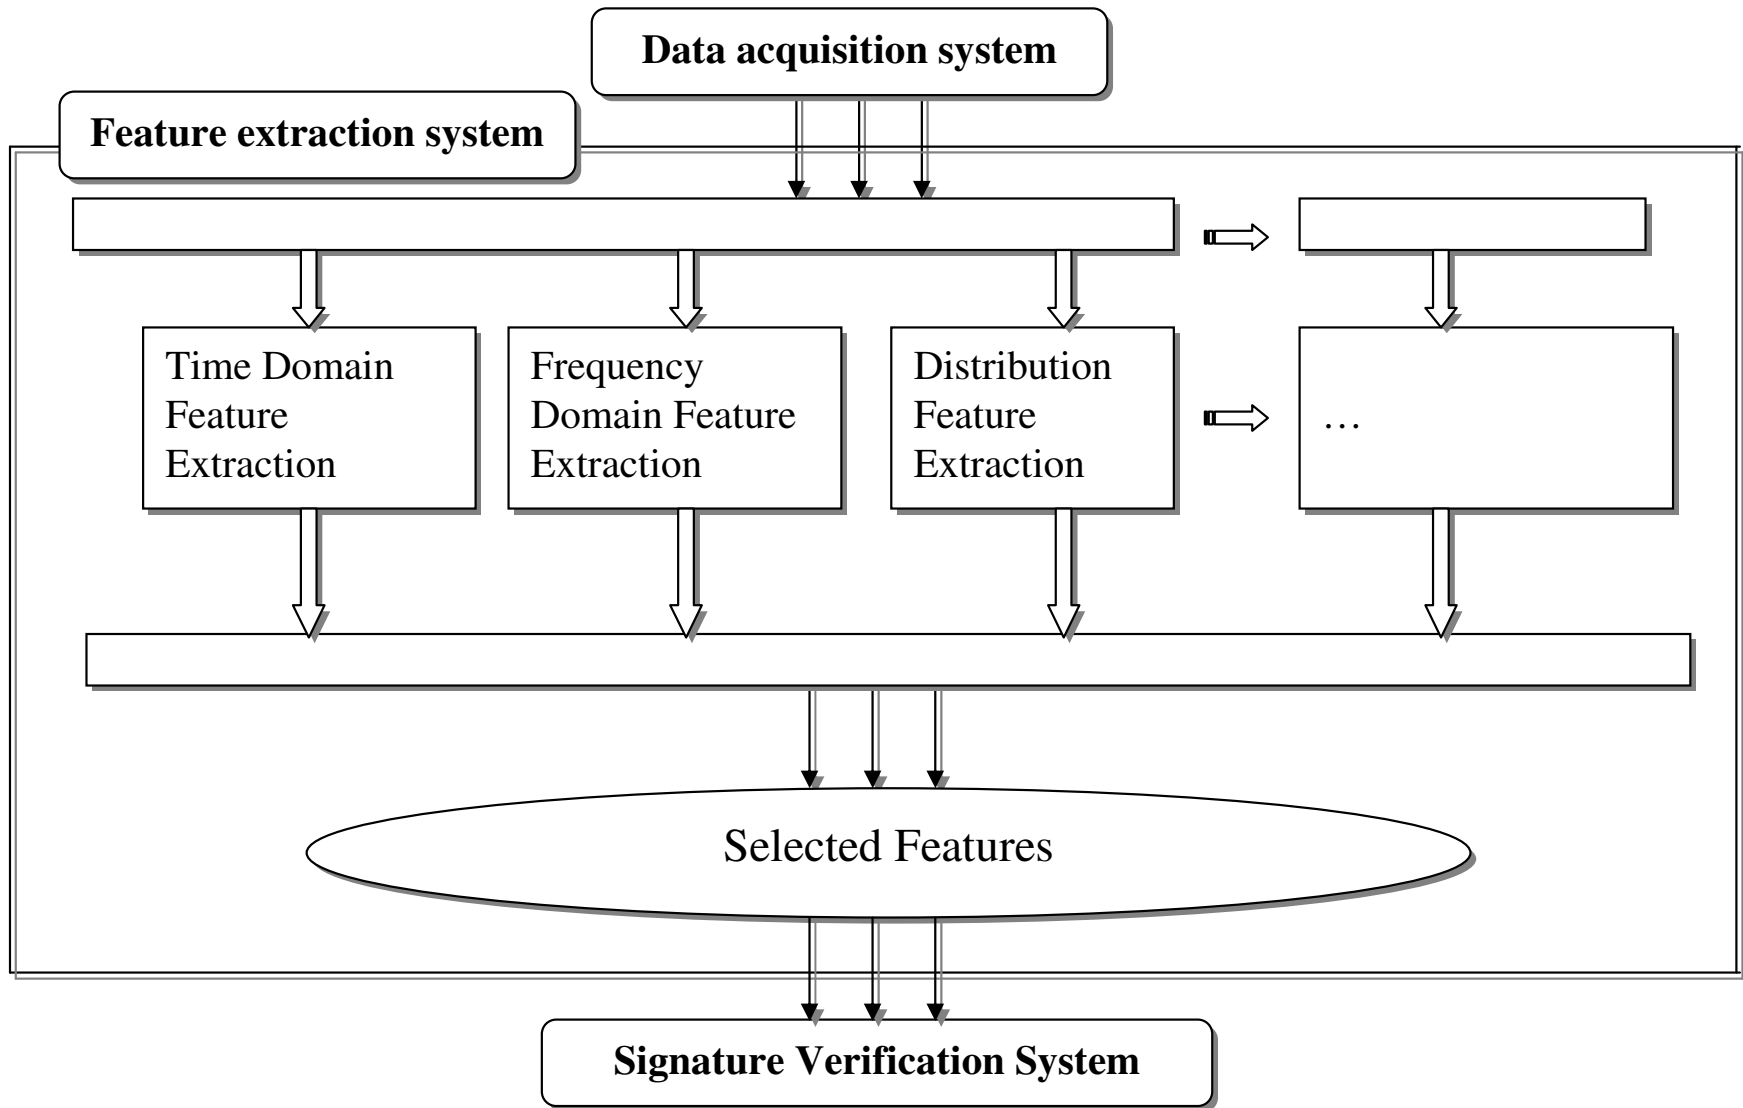 Data acquisition system
Feature extraction system
Time Domain
Feature
Extraction
Frequency
Domain Feature
Extraction
Distribution
Feature
Extraction
…
Selected Features
Signature Verification System